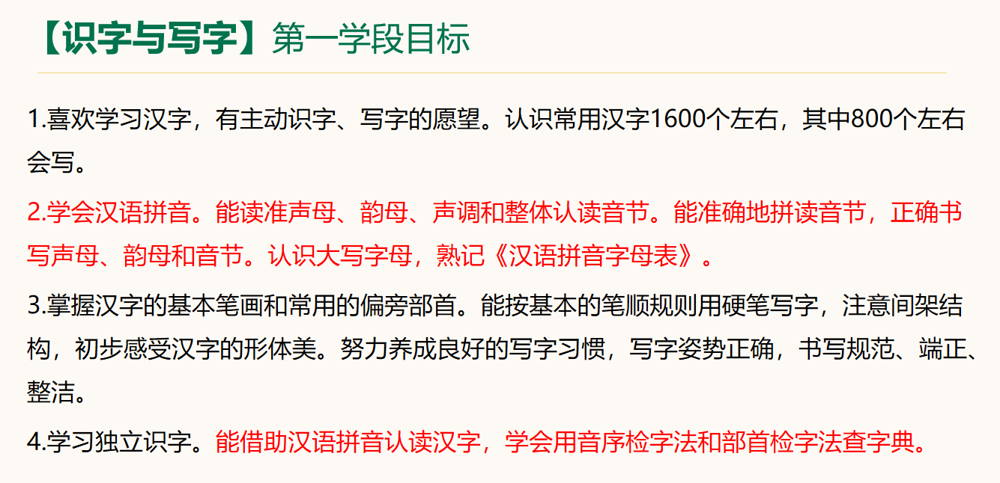 【识字与写字】第一学段目标
1.喜欢学习汉字，有主动识字、写字的愿望。认识常用汉字1600个左右，其中800个左右
会写。
2.学会汉语拼音。能读准声母、韵母、声调和整体认读音节。能准确地拼读音节，正确书
写声母、韵母和音节。认识大写字母，熟记《汉语拼音字母表》。
3.掌握汉字的基本笔画和常用的偏旁部首。能按基本的笔顺规则用硬笔写字，注意间架结
构，初步感受汉字的形体美。努力养成良好的写字习惯，写字姿势正确，书写规范、端正、
整洁。
4.学习独立识字。能借助汉语拼音认读汉字，学会用音序检字法和部首检字法查字典。